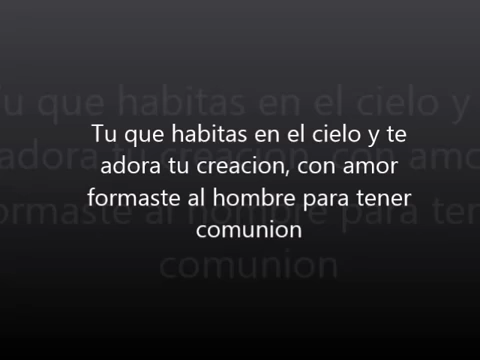 Tu que habitas en el cielo y te
adora tu creacion, con amor
formaste al hombre para tener
comunion